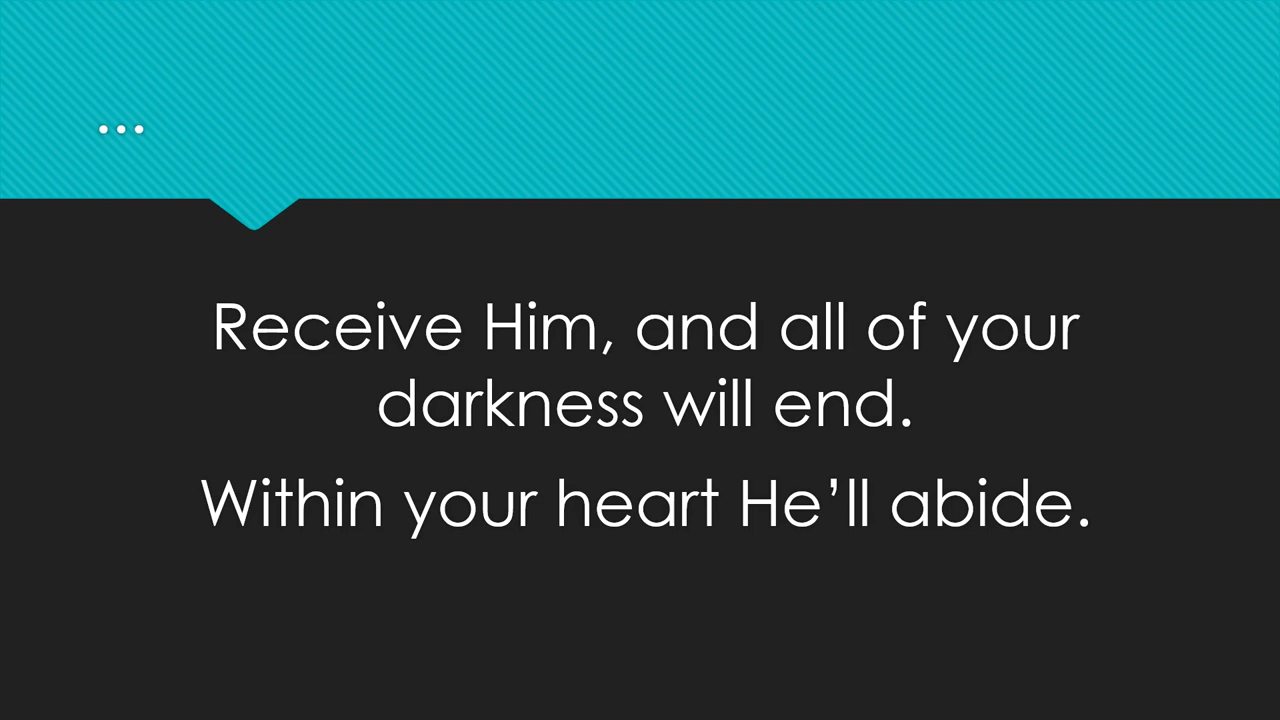 ...
Receive Him, and all of your
darkness will end.
Within your heart He’ll abide.